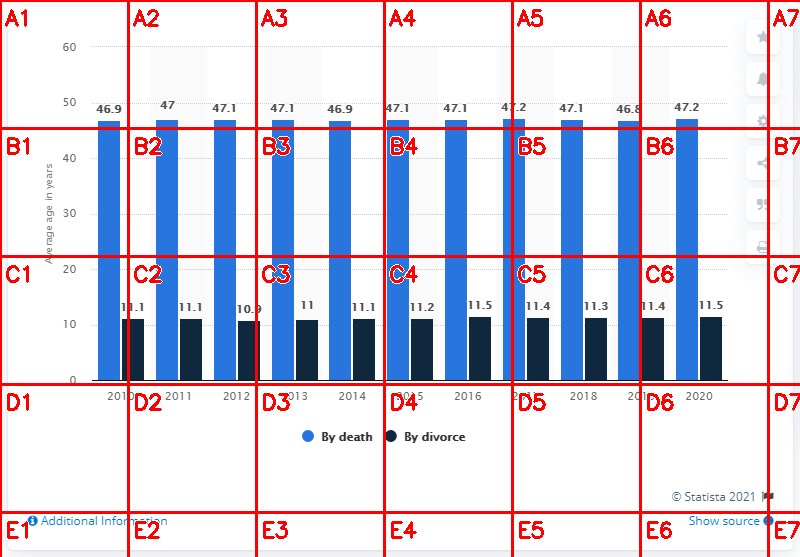 A1 A2 A3 A4 A5 A6 A7
60
50
46.9 47 47.1 47.1 46.9 47.1 47.1 47.2 47.1 46.8 47.2
B1 B2 B3 B4 B5 B6 B7
40
Average age in years
30
C1 C2 C3 C4 C5 C6 C7
20
11.1 11.1 10.9 11 11.1 11.2 11.5 11.4 11.3 11.4 11.5
10
0
2010 2011 2012 2013 2014 2015 2016 2017 2018 2019 2020
D1 D2 D3 D4 D5 D6 D7
By death By divorce
© Statista 2021
Additional Information Show source
E1 E2 E3 E4 E5 E6 E7